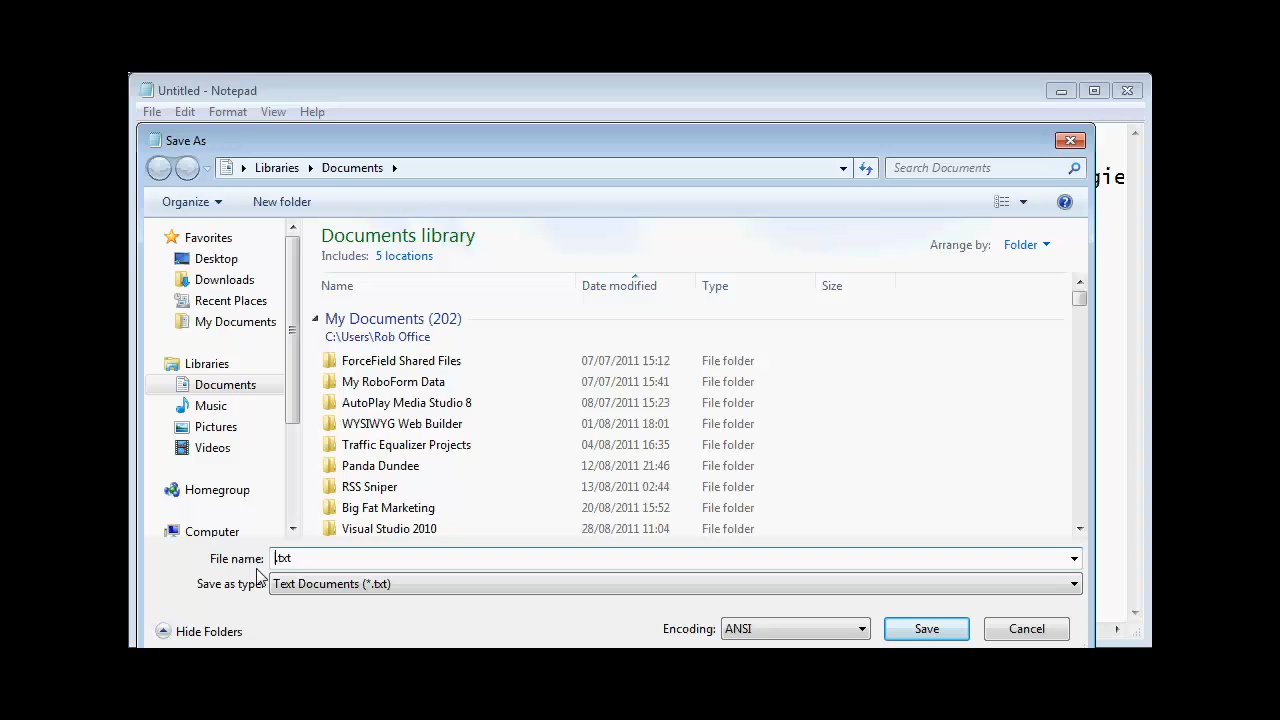 Untitled - Notepad
File Edit Format View Help
gie
Save As
Libraries Documents
Search Documents
Organize New folder
Favorites
Desktop
Downloads
Recent Places
My Documents
Libraries
Documents
Music
Pictures
Videos
Homegroup
Computer
Documents library
Includes: 5 locations
Arrange by: Folder
Name Date modified Type Size
My Documents (202)
C:\Users\Rob Office
ForceField Shared Files 07/07/2011 15:12 File folder
My RoboForm Data 07/07/2011 15:41 File folder
AutoPlay Media Studio 8 08/07/2011 15:23 File folder
WYSIWYG Web Builder 01/08/2011 18:01 File folder
Traffic Equalizer Projects 04/08/2011 16:35 File folder
Panda Dundee 12/08/2011 21:46 File folder
RSS Sniper 13/08/2011 02:44 File folder
Big Fat Marketing 20/08/2011 15:52 File folder
Visual Studio 2010 28/08/2011 11:04 File folder
File name: .txt
Save as type: Text Documents (*.txt)
Hide Folders
Encoding: ANSI
Save
Cancel